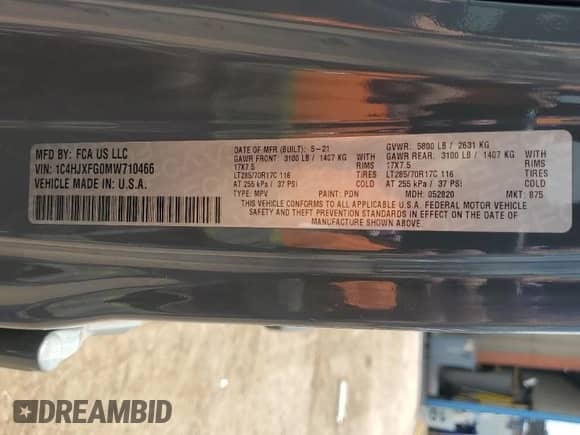 MFD BY: FCA US LLC
VIN: 1C4HJXFG0MW710466
VEHICLE MADE IN U.S.A.
DATE OF MFR (BUILT): 5-21
GAWR FRONT 3100 LB / 1407 KG
17X7.5
LT285/70R17C 116 TIRES
AT 255 kPa / 37 PSI COLD
TYPE: MPV PAINT: PDN
GVWR: 5800 LB / 2631 KG
GAWR REAR: 3100 LB / 1407 KG
17X7.5
LT285/70R17C 116 TIRES
AT 255 kPa / 37 PSI COLD
MDH: 052820 MKT: 875
THIS VEHICLE CONFORMS TO ALL APPLICABLE U.S.A. FEDERAL MOTOR VEHICLE
SAFETY AND THEFT PREVENTION STANDARDS IN EFFECT ON THE DATE OF
MANUFACTURE SHOWN ABOVE.
DREAMBID